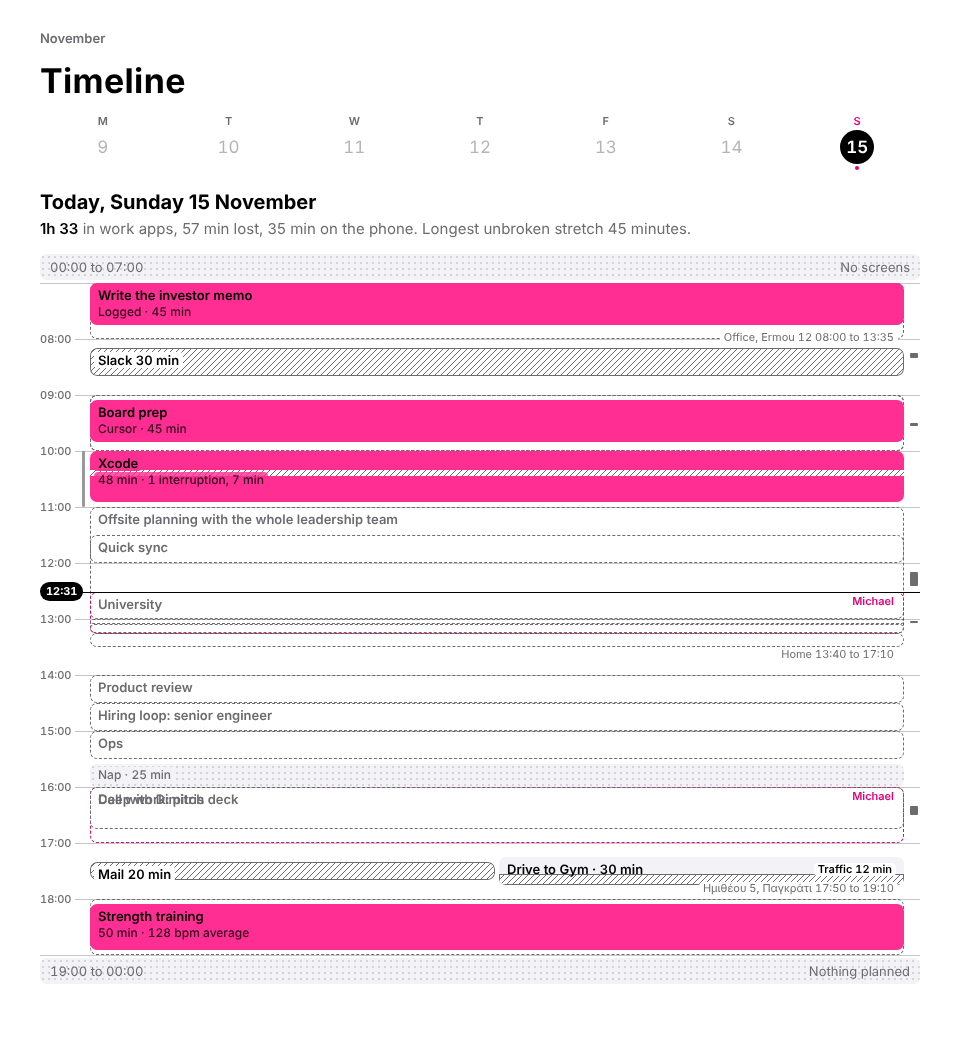 November
Timeline
M T W T F S S
9 10 11 12 13 14 15
Today, Sunday 15 November
1h 33 in work apps, 57 min lost, 35 min on the phone. Longest unbroken stretch 45 minutes.
00:00 to 07:00 No screens
Write the investor memo
Logged · 45 min
08:00 Office, Ermou 12 08:00 to 13:35
Slack 30 min
09:00
Board prep
Cursor · 45 min
10:00
Xcode
48 min · 1 interruption, 7 min
11:00
Offsite planning with the whole leadership team
Quick sync
12:00
12:31
University Michael
13:00
Home 13:40 to 17:10
14:00
Product review
Hiring loop: senior engineer
15:00
Ops
Nap · 25 min
16:00
deck Michael
17:00
Mail 20 min Drive to Gym · 30 min Traffic 12 min
Ημιθέου 5, Παγκράτι 17:50 to 19:10
18:00
Strength training
50 min · 128 bpm average
19:00 to 00:00 Nothing planned